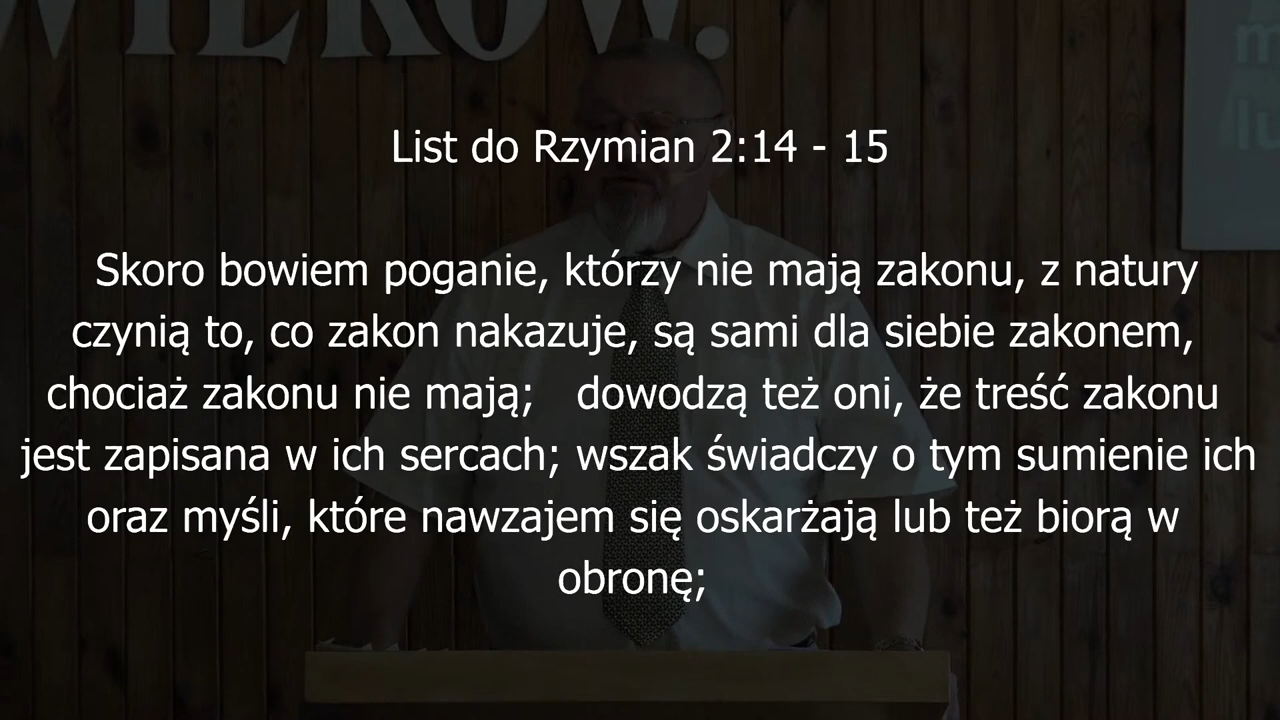 WIEKÓW.
List do Rzymian 2:14 - 15
Skoro bowiem poganie, którzy nie mają zakonu, z natury
czynią to, co zakon nakazuje, są sami dla siebie zakonem,
chociaż zakonu nie mają; dowodzą też oni, że treść zakonu
jest zapisana w ich sercach; wszak świadczy o tym sumienie ich
oraz myśli, które nawzajem się oskarżają lub też biorą w
obronę;